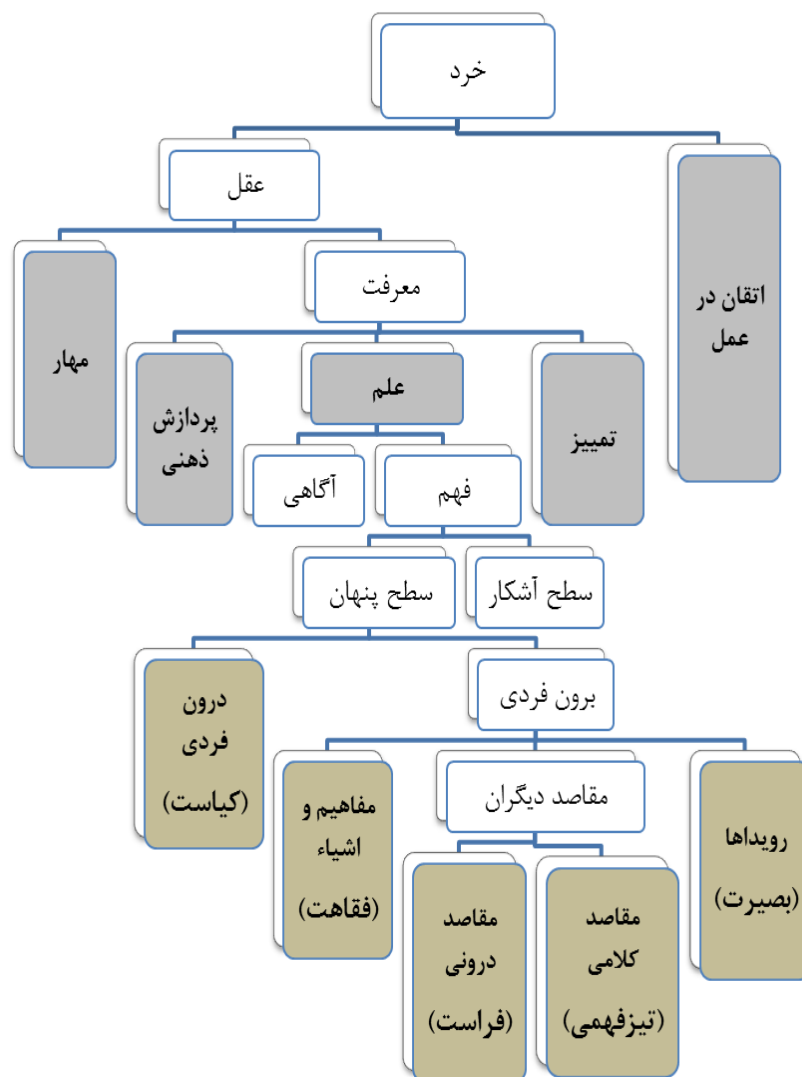 خرد
عقل
اتقان در
عمل
معرفت
مهار
تمییز
علم
پردازش
ذهنی
فهم
آگاهی
سطح آشکار
سطح پنهان
برون فردی
درون
فردی
(کیاست)
رویداها
(بصیرت)
مقاصد دیگران
مفاهیم و
اشیاء
(فقاهت)
مقاصد
کلامی
(تیزفهمی)
مقاصد
درونی
(فراست)